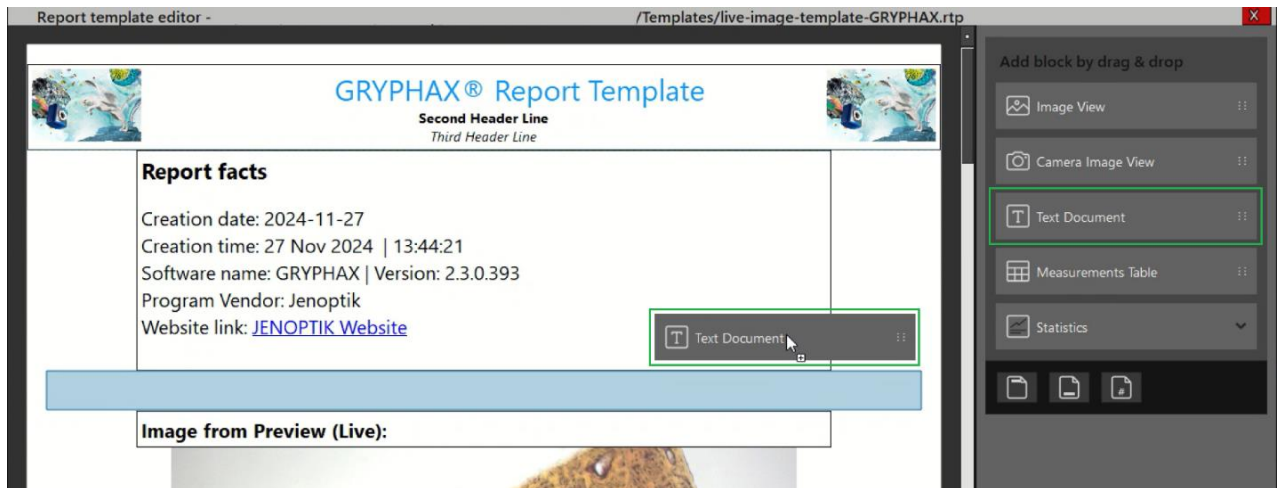 Report template editor - /Templates/live-image-template-GRYPHAX.rtp X
GRYPHAX® Report Template
Second Header Line
Third Header Line
Report facts
Creation date: 2024-11-27
Creation time: 27 Nov 2024 | 13:44:21
Software name: GRYPHAX | Version: 2.3.0.393
Program Vendor: Jenoptik
Website link: JENOPTIK Website
T Text Document
Image from Preview (Live):
Add block by drag & drop
Image View
Camera Image View
T Text Document
Measurements Table
Statistics
#